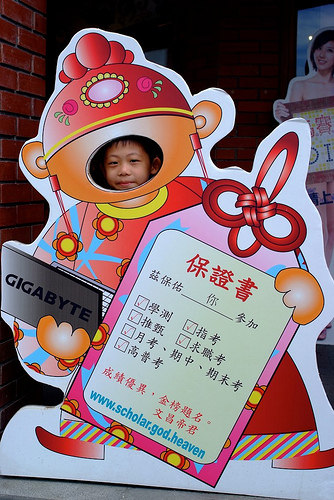 GIGABYTE
保證書
茲保佑 你 參加
☑學測 ☑指考
☑推甄 ☑求職考
☑月考、期中、期末考
☑高普考
成績優異,金榜題名。
文昌帝君
www.scholar.god.heaven